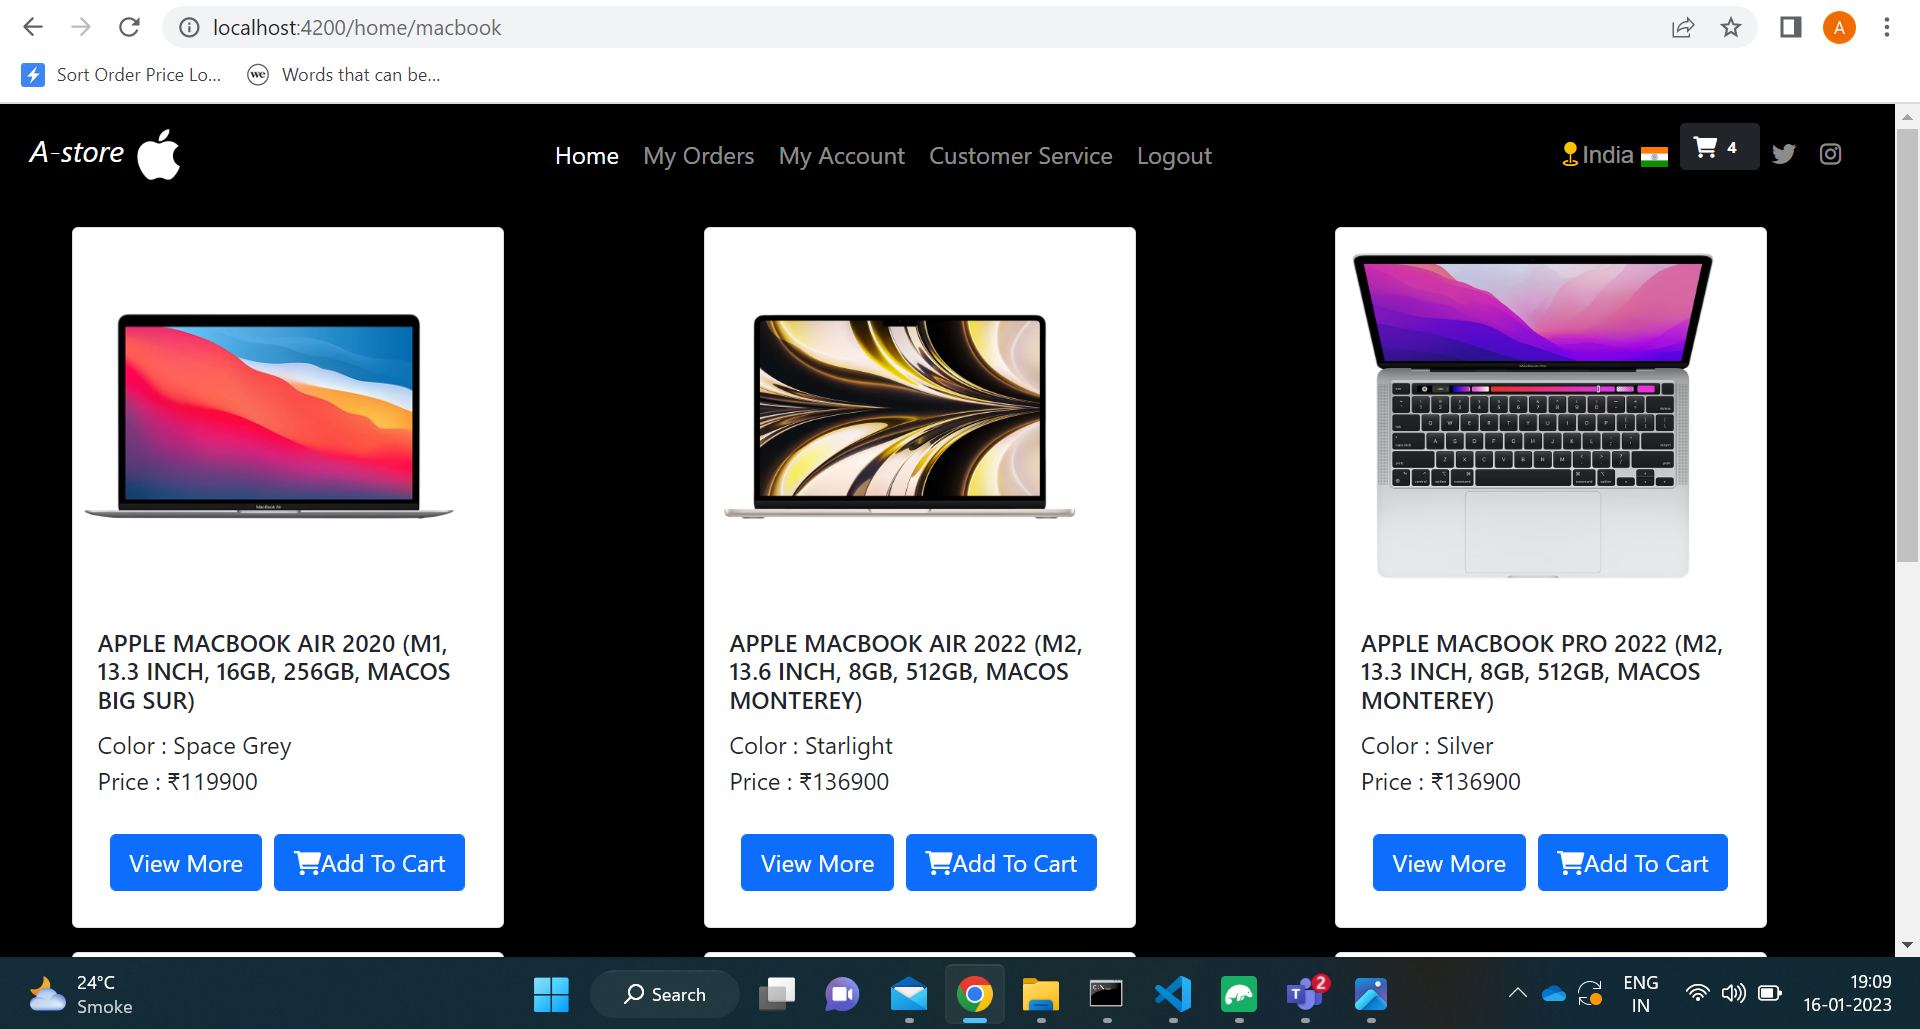 localhost:4200/home/macbook
A
Sort Order Price Lo...
we Words that can be...
A-store
Home My Orders My Account Customer Service Logout
India 4
MacBook Air
APPLE MACBOOK AIR 2020 (M1,
13.3 INCH, 16GB, 256GB, MACOS
BIG SUR)
Color : Space Grey
Price : ₹119900
View More Add To Cart
APPLE MACBOOK AIR 2022 (M2,
13.6 INCH, 8GB, 512GB, MACOS
MONTEREY)
Color : Starlight
Price : ₹136900
View More Add To Cart
MacBook Pro
APPLE MACBOOK PRO 2022 (M2,
13.3 INCH, 8GB, 512GB, MACOS
MONTEREY)
Color : Silver
Price : ₹136900
View More Add To Cart
24°C
Smoke
Search
2
ENG
IN
19:09
16-01-2023